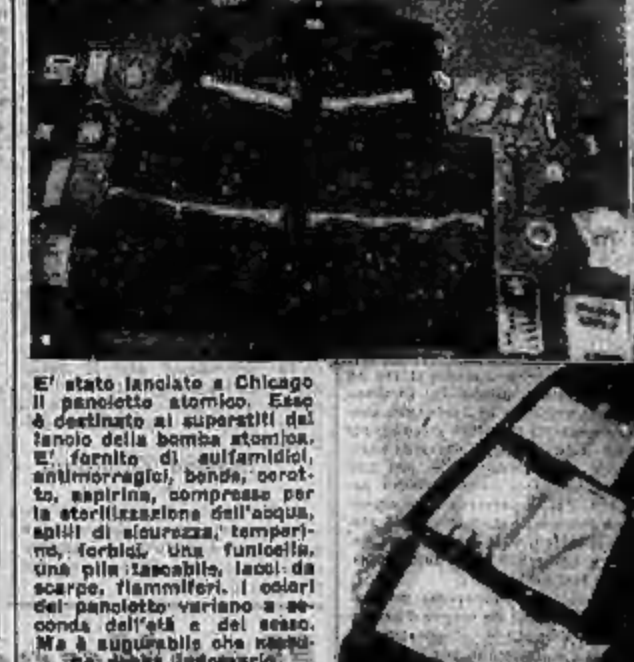 E' stato lanciato a Chicago
il panciotto atomico. Esso
è destinato ai superstiti del
lancio della bomba atomica.
E' fornito di sulfamidici,
antimorragici, bende, cerot-
to, aspirina, compresse per
la sterilizzazione dell'acqua,
spilli di sicurezza, temperi-
no, forbici, una funicella,
una pila tascabile, lacci da
scarpe, fiammiferi. I colori
del panciotto variano a se-
conda dell'età e del sesso.
Ma è augurabile che